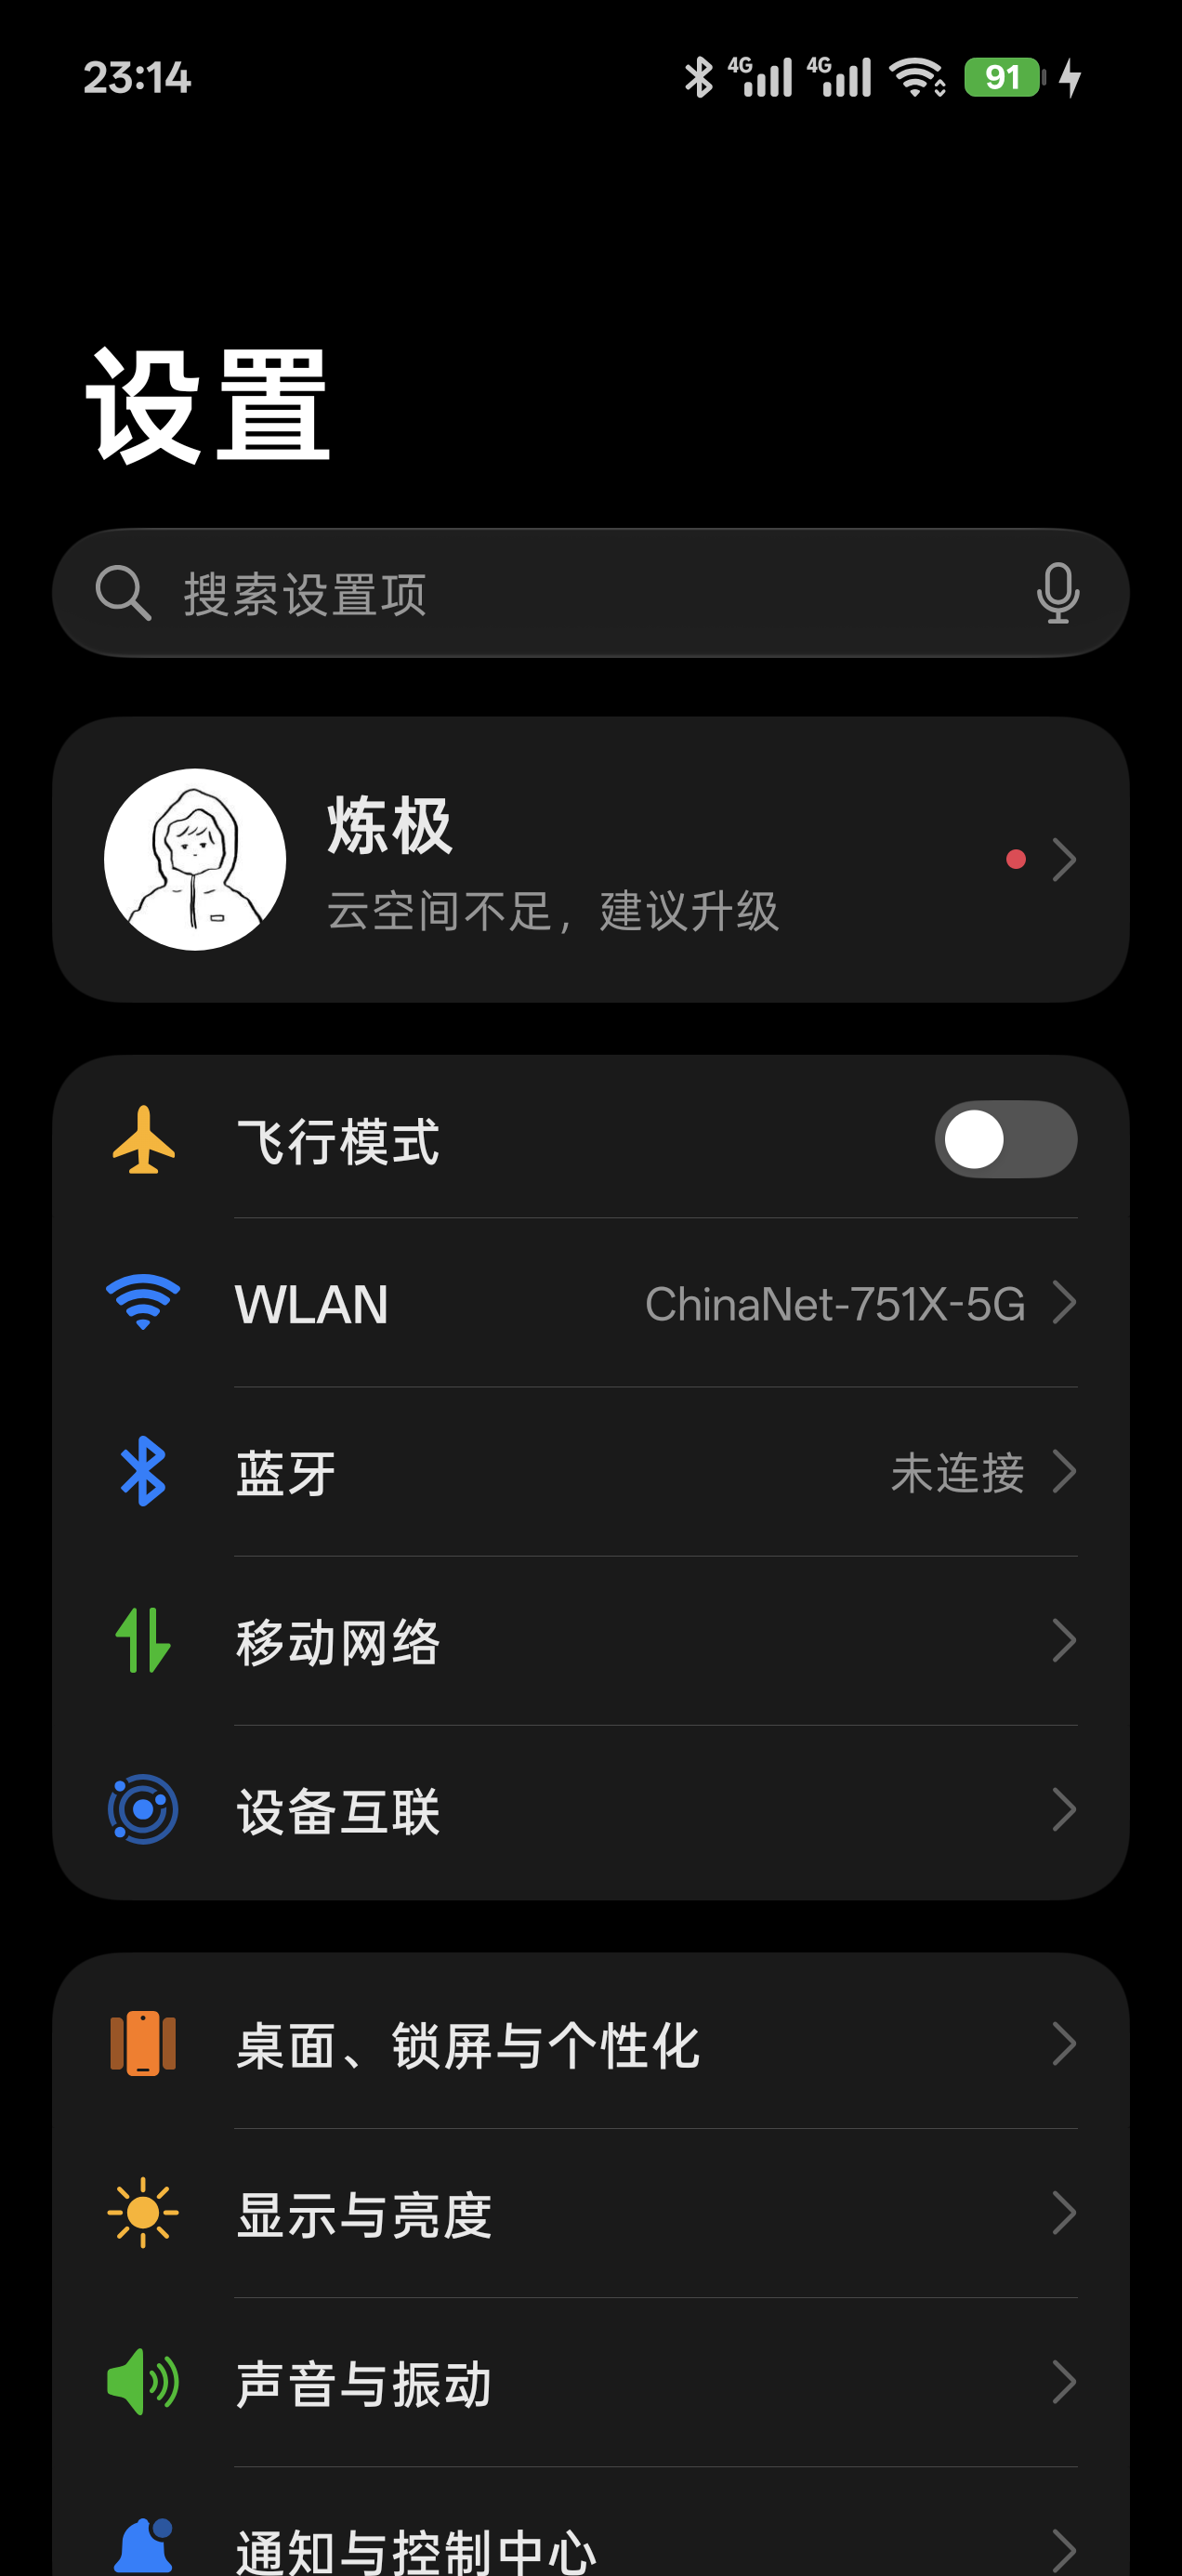 23:14 4G 4G 91
设置
搜索设置项
炼极
云空间不足，建议升级
飞行模式
WLAN ChinaNet-751X-5G
蓝牙 未连接
移动网络
设备互联
桌面、锁屏与个性化
显示与亮度
声音与振动
通知与控制中心